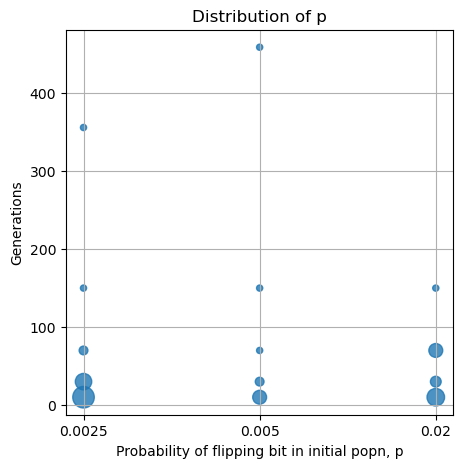 Distribution of p
Generations
400
300
200
100
0
0.0025 0.005 0.02
Probability of flipping bit in initial popn, p